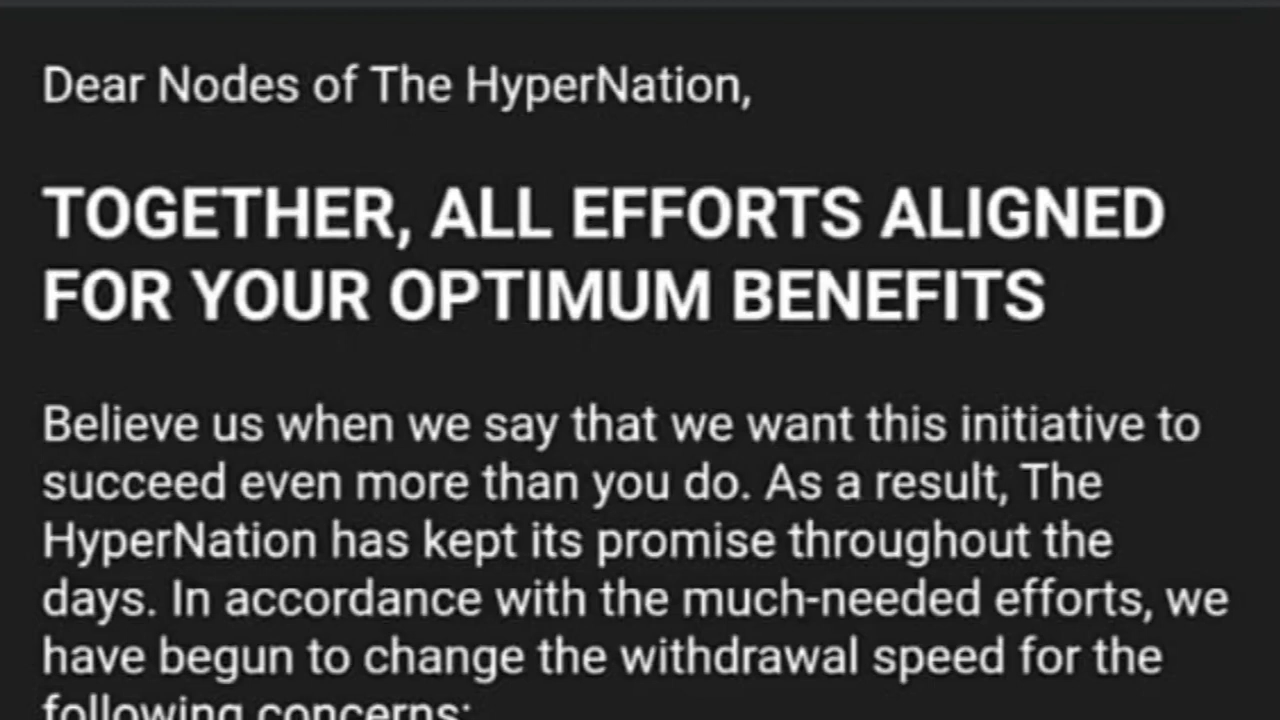 Dear Nodes of The HyperNation,
TOGETHER, ALL EFFORTS ALIGNED
FOR YOUR OPTIMUM BENEFITS
Believe us when we say that we want this initiative to
succeed even more than you do. As a result, The
HyperNation has kept its promise throughout the
days. In accordance with the much-needed efforts, we
have begun to change the withdrawal speed for the
following concerns: